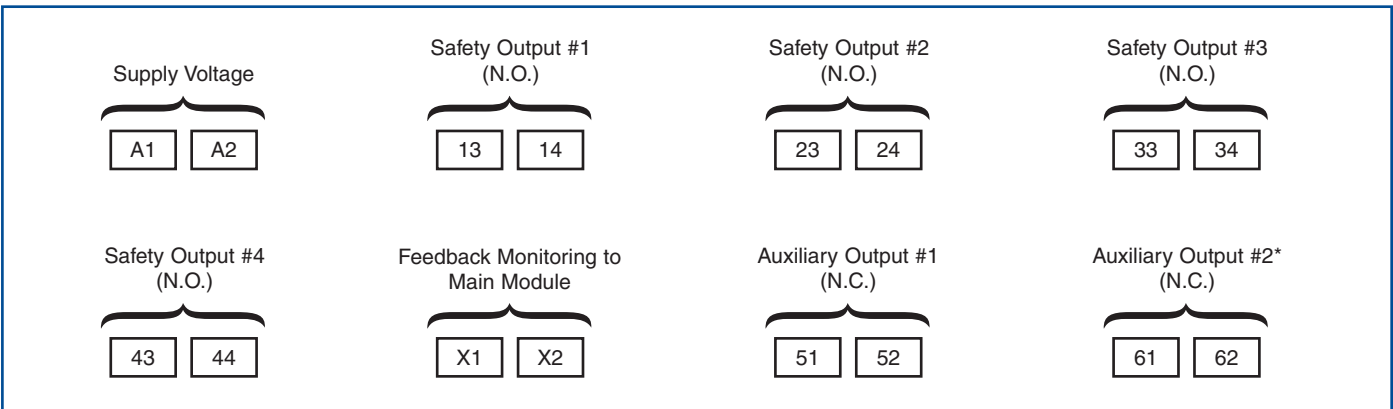 Supply Voltage
A1 A2
Safety Output #1
(N.O.)
13 14
Safety Output #2
(N.O.)
23 24
Safety Output #3
(N.O.)
33 34
Safety Output #4
(N.O.)
43 44
Feedback Monitoring to
Main Module
X1 X2
Auxiliary Output #1
(N.C.)
51 52
Auxiliary Output #2*
(N.C.)
61 62